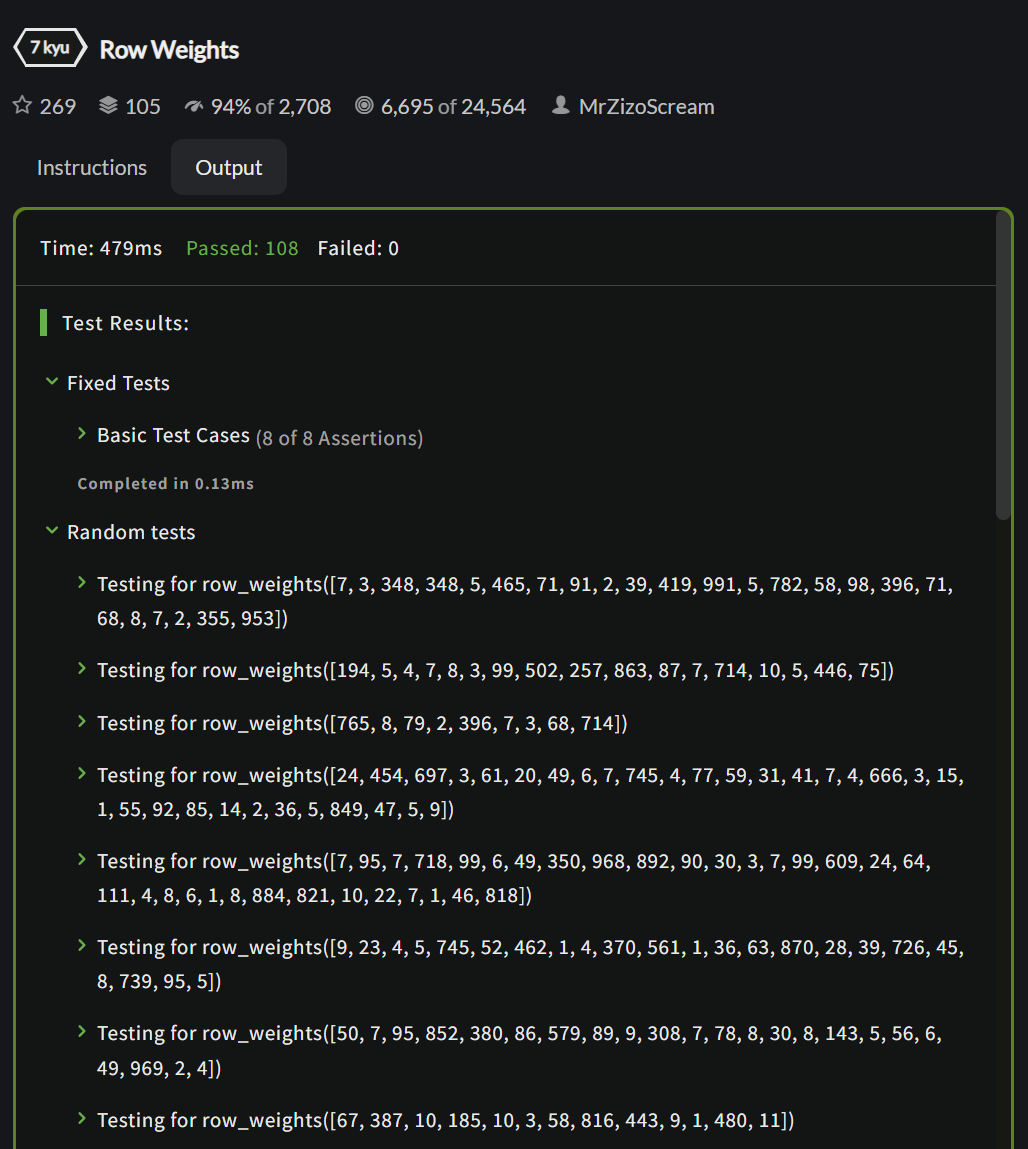 7 kyu Row Weights
269 105 94% of 2,708 6,695 of 24,564 MrZizoScream
Instructions Output
Time: 479ms Passed: 108 Failed: 0
Test Results:
Fixed Tests
Basic Test Cases (8 of 8 Assertions)
Completed in 0.13ms
Random tests
Testing for row_weights([7, 3, 348, 348, 5, 465, 71, 91, 2, 39, 419, 991, 5, 782, 58, 98, 396, 71,
68, 8, 7, 2, 355, 953])
Testing for row_weights([194, 5, 4, 7, 8, 3, 99, 502, 257, 863, 87, 7, 714, 10, 5, 446, 75])
Testing for row_weights([765, 8, 79, 2, 396, 7, 3, 68, 714])
Testing for row_weights([24, 454, 697, 3, 61, 20, 49, 6, 7, 745, 4, 77, 59, 31, 41, 7, 4, 666, 3, 15,
1, 55, 92, 85, 14, 2, 36, 5, 849, 47, 5, 9])
Testing for row_weights([7, 95, 7, 718, 99, 6, 49, 350, 968, 892, 90, 30, 3, 7, 99, 609, 24, 64,
111, 4, 8, 6, 1, 8, 884, 821, 10, 22, 7, 1, 46, 818])
Testing for row_weights([9, 23, 4, 5, 745, 52, 462, 1, 4, 370, 561, 1, 36, 63, 870, 28, 39, 726, 45,
8, 739, 95, 5])
Testing for row_weights([50, 7, 95, 852, 380, 86, 579, 89, 9, 308, 7, 78, 8, 30, 8, 143, 5, 56, 6,
49, 969, 2, 4])
Testing for row_weights([67, 387, 10, 185, 10, 3, 58, 816, 443, 9, 1, 480, 11])